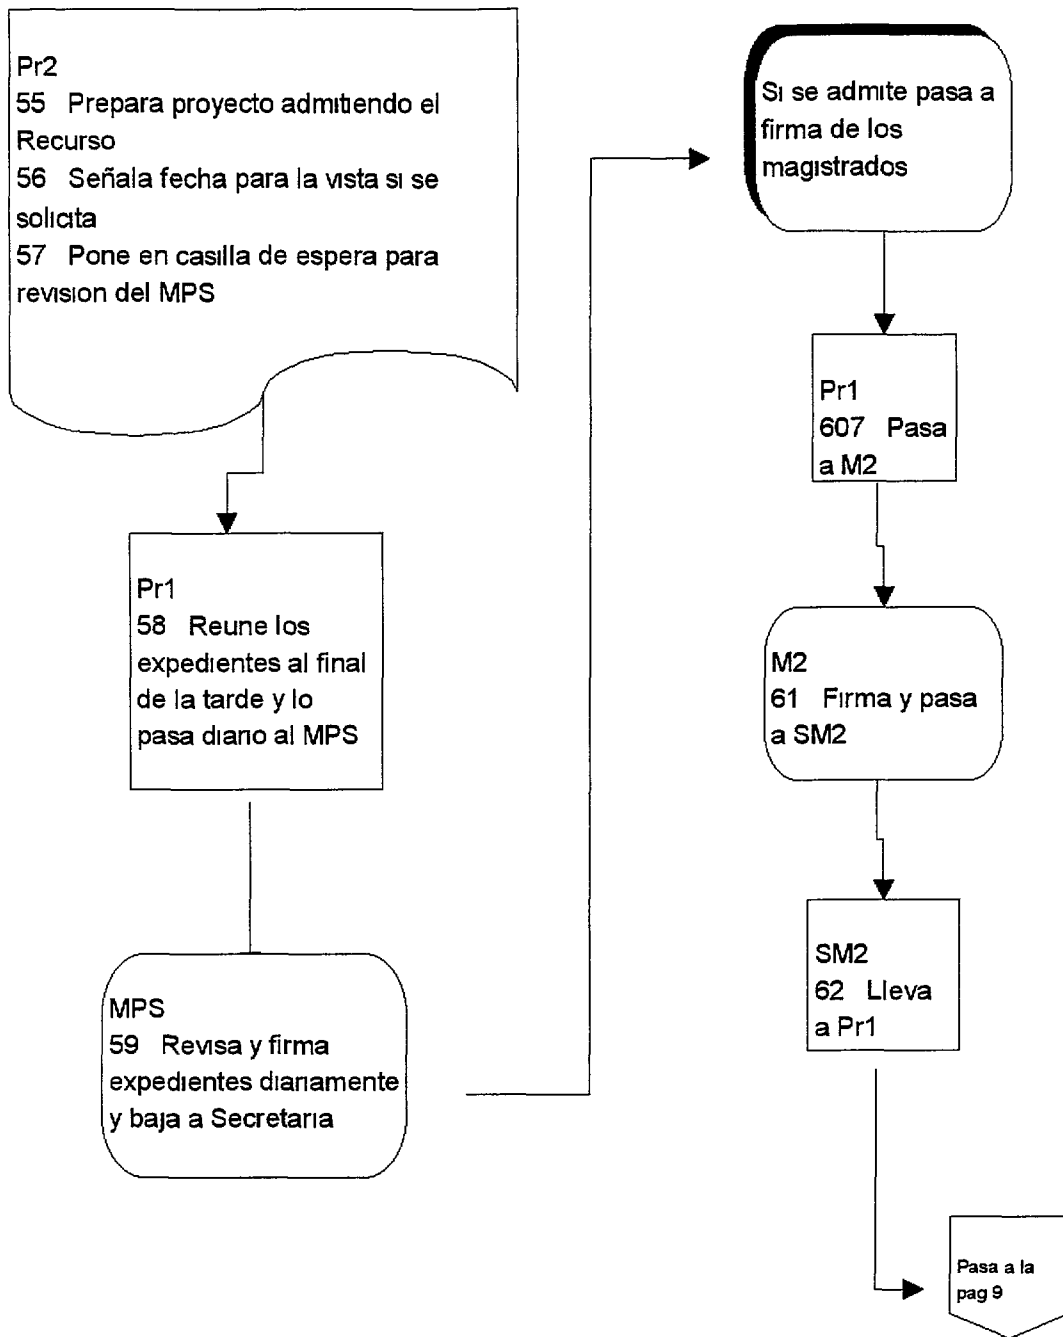 Pr2
55 Prepara proyecto admitiendo el
Recurso
56 Señala fecha para la vista si se
solicita
57 Pone en casilla de espera para
revision del MPS
Pr1
58 Reune los
expedientes al final
de la tarde y lo
pasa diario al MPS
MPS
59 Revisa y firma
expedientes diariamente
y baja a Secretaria
Si se admite pasa a
firma de los
magistrados
Pr1
607 Pasa
a M2
M2
61 Firma y pasa
a SM2
SM2
62 Lleva
a Pr1
Pasa a la
pag 9